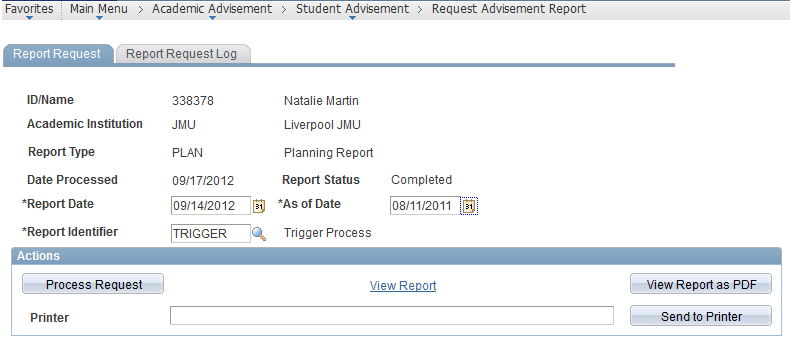 Favorites Main Menu > Academic Advisement > Student Advisement > Request Advisement Report
Report Request Report Request Log
ID/Name 338378 Natalie Martin
Academic Institution JMU Liverpool JMU
Report Type PLAN Planning Report
Date Processed 09/17/2012 Report Status Completed
*Report Date 09/14/2012 31 *As of Date 08/11/2011 31
*Report Identifier TRIGGER Trigger Process
Actions
Process Request View Report View Report as PDF
Printer Send to Printer